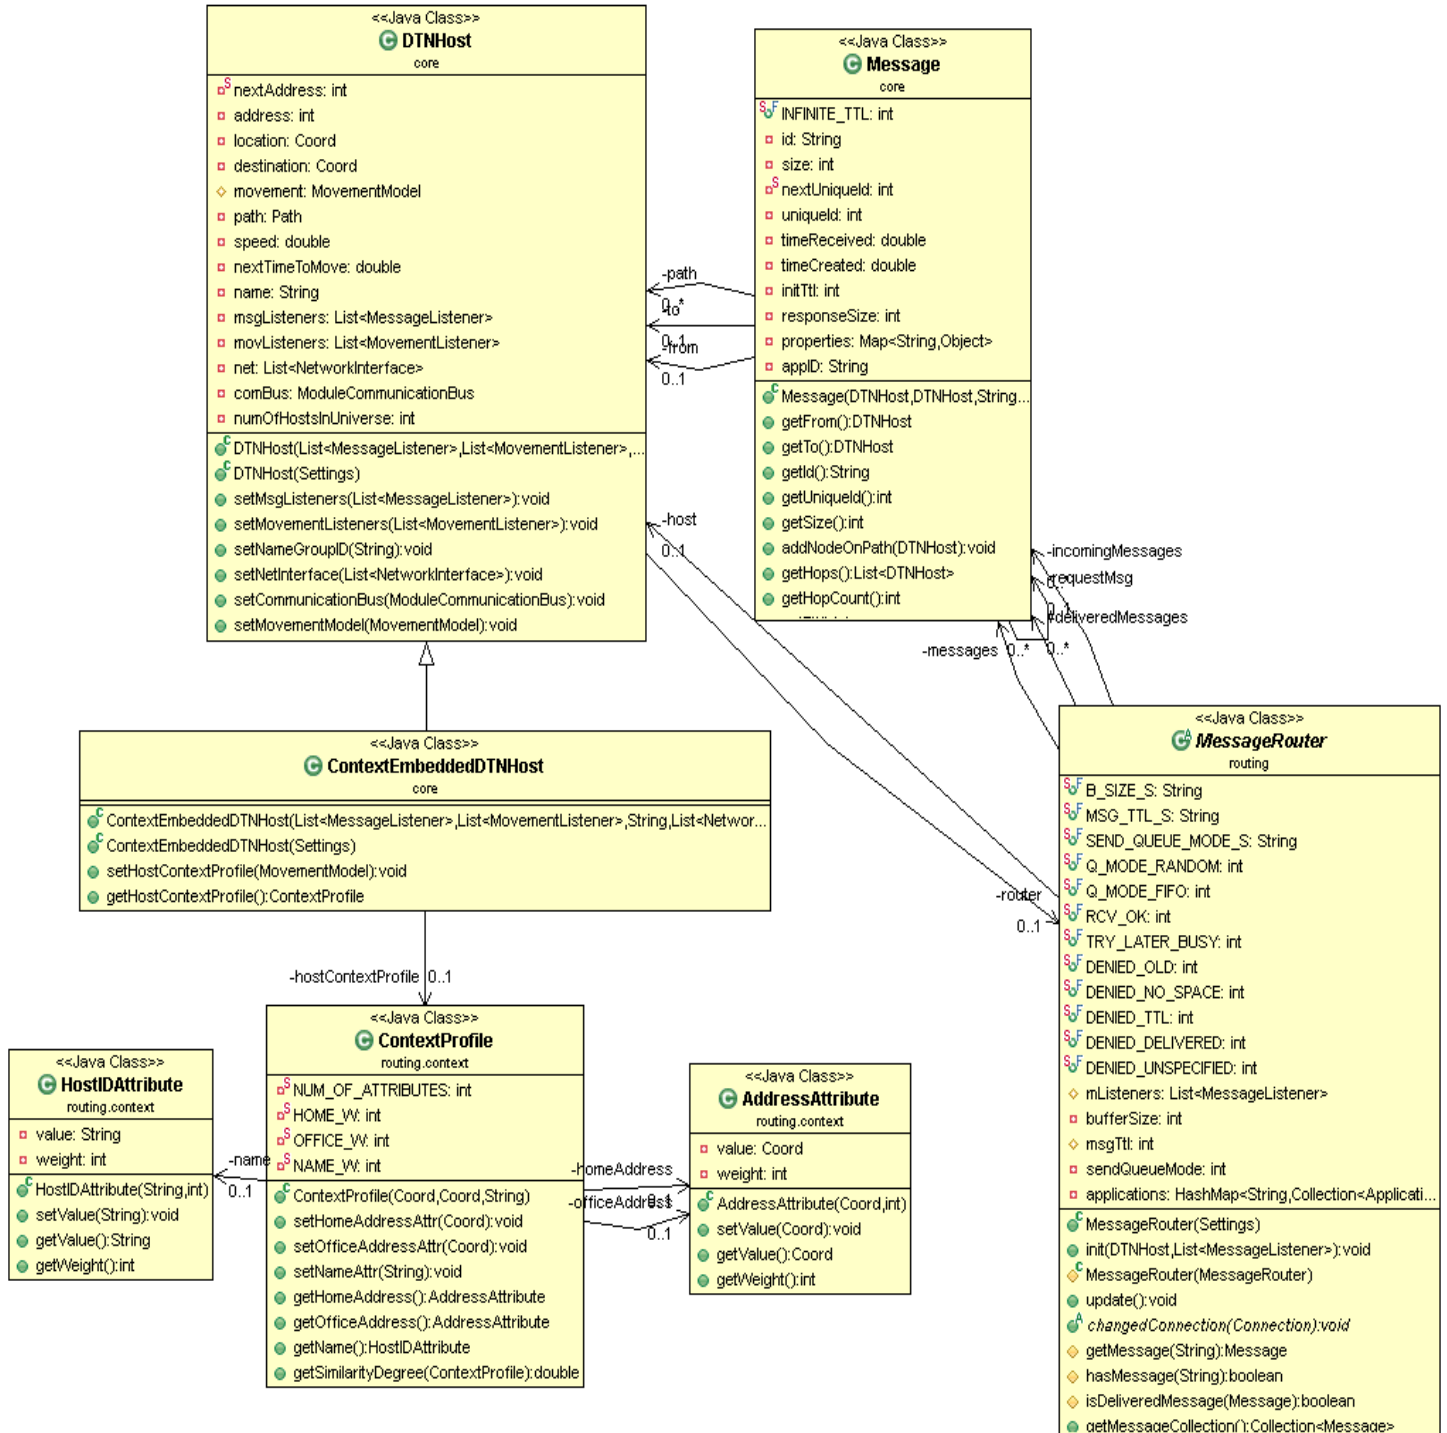 <<Java Class>>
DTNHost
core
nextAddress: int
address: int
location: Coord
destination: Coord
movement: MovementModel
path: Path
speed: double
nextTimeToMove: double
name: String
msgListeners: List<MessageListener>
movListeners: List<MovementListener>
net: List<NetworkInterface>
comBus: ModuleCommunicationBus
numOfHostsInUniverse: int
DTNHost(List<MessageListener>,List<MovementListener>,...
DTNHost(Settings)
setMsgListeners(List<MessageListener>):void
setMovementListeners(List<MovementListener>):void
setNameGroupID(String):void
setNetInterface(List<NetworkInterface>):void
setCommunicationBus(ModuleCommunicationBus):void
setMovementModel(MovementModel):void
<<Java Class>>
Message
core
INFINITE_TTL: int
id: String
size: int
nextUniqueId: int
uniqueId: int
timeReceived: double
timeCreated: double
initTtl: int
responseSize: int
properties: Map<String,Object>
appID: String
Message(DTNHost,DTNHost,String...
getFrom():DTNHost
getTo():DTNHost
getId():String
getUniqueId():int
getSize():int
addNodeOnPath(DTNHost):void
getHops():List<DTNHost>
getHopCount():int
-path
0..*
-to
0..1
-from
0..1
-host
0..1
-incomingMessages
-requestMsg
0..1
#deliveredMessages
0..*
-messages
0..*
-router
0..1
<<Java Class>>
ContextEmbeddedDTNHost
core
ContextEmbeddedDTNHost(List<MessageListener>,List<MovementListener>,String,List<Networ...
ContextEmbeddedDTNHost(Settings)
setHostContextProfile(MovementModel):void
getHostContextProfile():ContextProfile
-hostContextProfile
0..1
<<Java Class>>
HostIDAttribute
routing.context
value: String
weight: int
HostIDAttribute(String,int)
setValue(String):void
getValue():String
getWeight():int
-name
0..1
<<Java Class>>
ContextProfile
routing.context
NUM_OF_ATTRIBUTES: int
HOME_W: int
OFFICE_W: int
NAME_W: int
ContextProfile(Coord,Coord,String)
setHomeAddressAttr(Coord):void
setOfficeAddressAttr(Coord):void
setNameAttr(String):void
getHomeAddress():AddressAttribute
getOfficeAddress():AddressAttribute
getName():HostIDAttribute
getSimilarityDegree(ContextProfile):double
-homeAddress
0..1
-officeAddress
0..1
<<Java Class>>
AddressAttribute
routing.context
value: Coord
weight: int
AddressAttribute(Coord,int)
setValue(Coord):void
getValue():Coord
getWeight():int
<<Java Class>>
MessageRouter
routing
B_SIZE_S: String
MSG_TTL_S: String
SEND_QUEUE_MODE_S: String
Q_MODE_RANDOM: int
Q_MODE_FIFO: int
RCV_OK: int
TRY_LATER_BUSY: int
DENIED_OLD: int
DENIED_NO_SPACE: int
DENIED_TTL: int
DENIED_DELIVERED: int
DENIED_UNSPECIFIED: int
mListeners: List<MessageListener>
bufferSize: int
msgTtl: int
sendQueueMode: int
applications: HashMap<String,Collection<Applicati...
MessageRouter(Settings)
init(DTNHost,List<MessageListener>):void
MessageRouter(MessageRouter)
update():void
changedConnection(Connection):void
getMessage(String):Message
hasMessage(String):boolean
isDeliveredMessage(Message):boolean
getMessageCollection():Collection<Message>